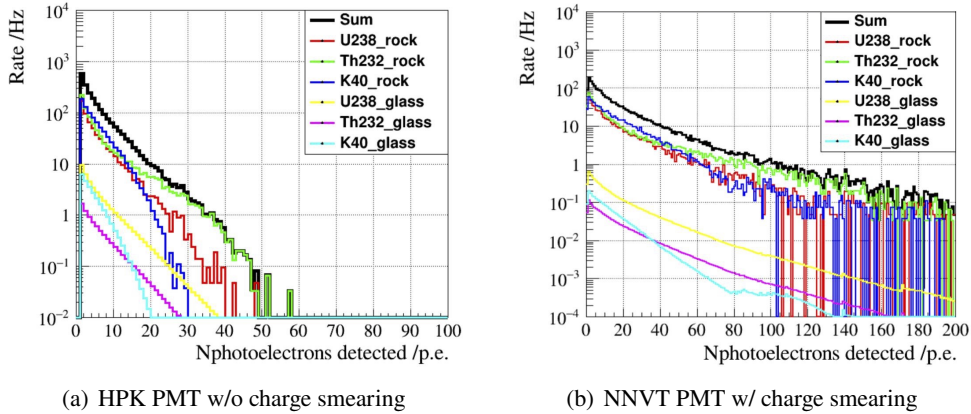 Rate /Hz
10⁴
10³
10²
10
1
10⁻¹
10⁻²
Sum
U238_rock
Th232_rock
K40_rock
U238_glass
Th232_glass
K40_glass
0 10 20 30 40 50 60 70 80 90 100
Nphotoelectrons detected /p.e.
(a) HPK PMT w/o charge smearing
Rate /Hz
10⁴
10³
10²
10
1
10⁻¹
10⁻²
10⁻³
10⁻⁴
Sum
U238_rock
Th232_rock
K40_rock
U238_glass
Th232_glass
K40_glass
0 20 40 60 80 100 120 140 160 180 200
Nphotoelectrons detected /p.e.
(b) NNVT PMT w/ charge smearing